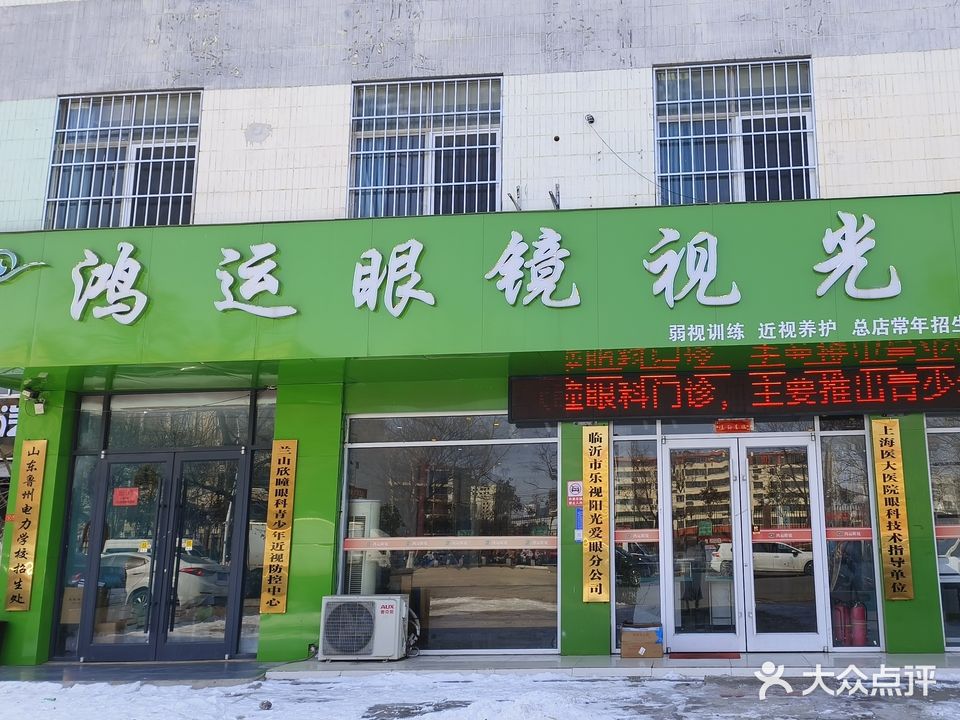 鸿运眼镜视光
弱视训练 近视养护 总店常年招生
瞳眼科门诊，主要推出青少
山东鲁州电力学校招生处
兰山欣瞳眼科青少年近视防控中心
临沂市乐视阳光爱眼分公司
上海医大医院眼科技术指导单位
AUX
大众点评